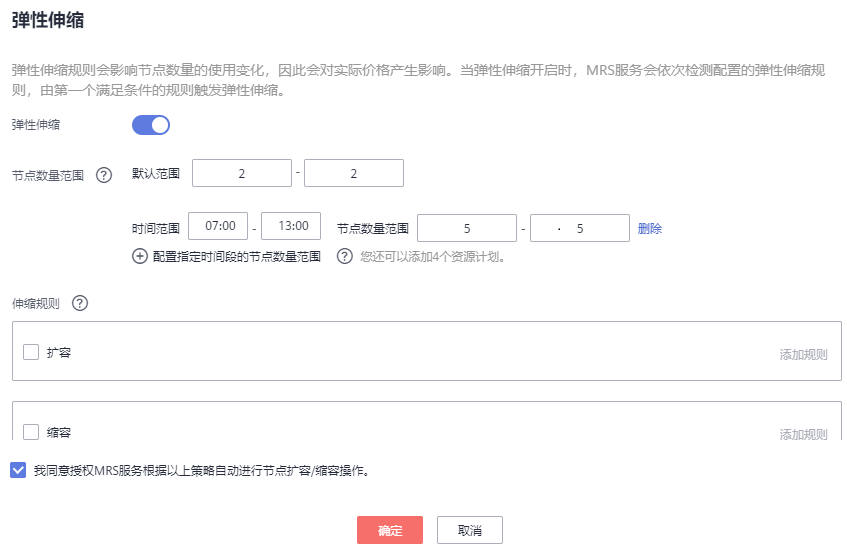 弹性伸缩
弹性伸缩规则会影响节点数量的使用变化，因此会对实际价格产生影响。当弹性伸缩开启时，MRS服务会依次检测配置的弹性伸缩规
则，由第一个满足条件的规则触发弹性伸缩。
弹性伸缩
节点数量范围 ? 默认范围 2 - 2
时间范围 07:00 - 13:00 节点数量范围 5 - · 5 删除
+ 配置指定时间段的节点数量范围 ? 您还可以添加4个资源计划。
伸缩规则 ?
扩容 添加规则
缩容 添加规则
我同意授权MRS服务根据以上策略自动进行节点扩容/缩容操作。
确定 取消